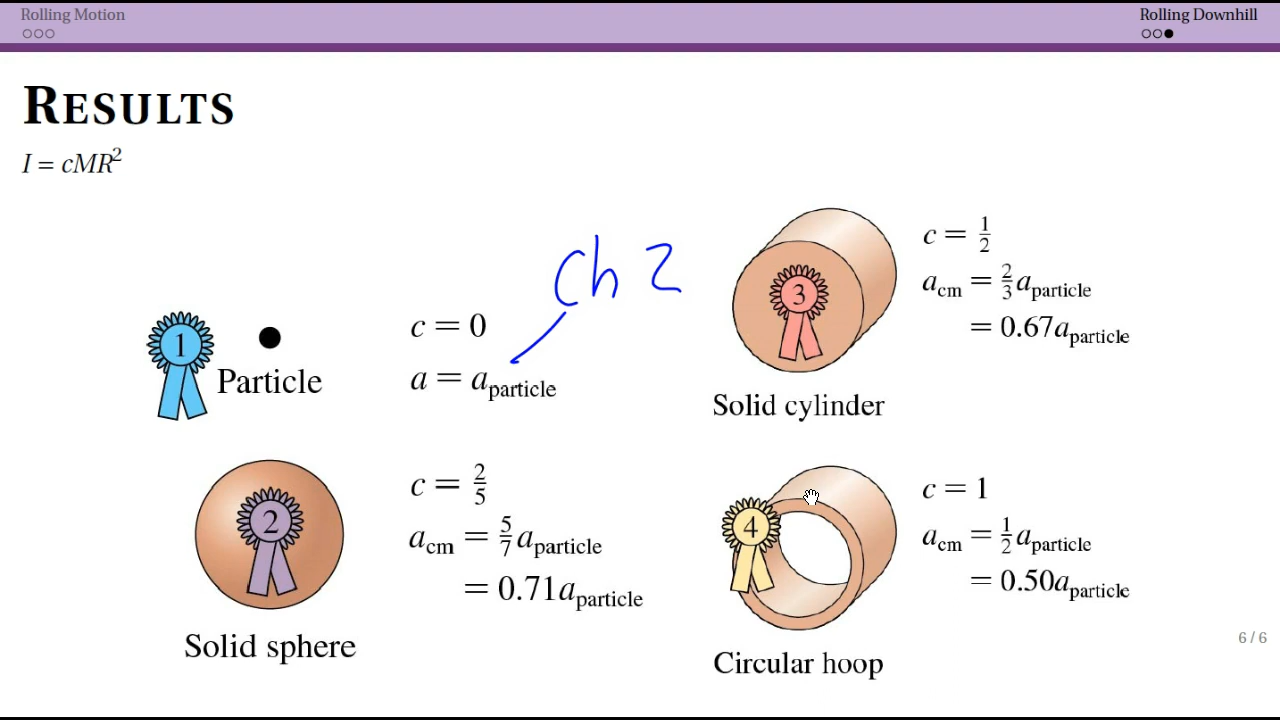 Rolling Motion
Rolling Downhill
RESULTS
I = cMR²
Ch 2
1
Particle
c = 0
a = a_particle
3
Solid cylinder
c = 1/2
a_cm = 2/3 a_particle
= 0.67a_particle
2
Solid sphere
c = 2/5
a_cm = 5/7 a_particle
= 0.71a_particle
4
Circular hoop
c = 1
a_cm = 1/2 a_particle
= 0.50a_particle
6 / 6